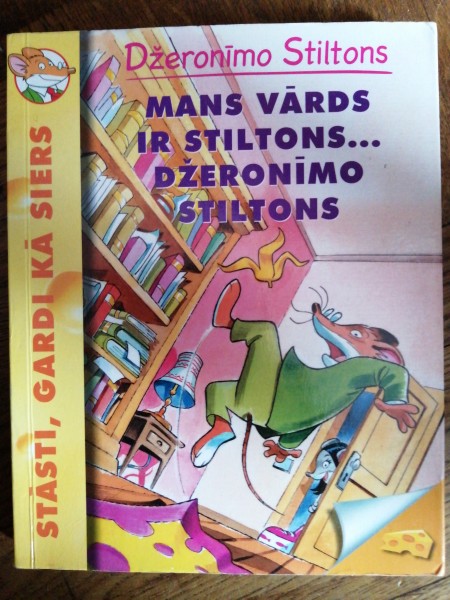 Džeronīmo Stiltons
MANS VĀRDS
IR STILTONS...
DŽERONĪMO
STILTONS
STĀSTI, GARDI KĀ SIERS